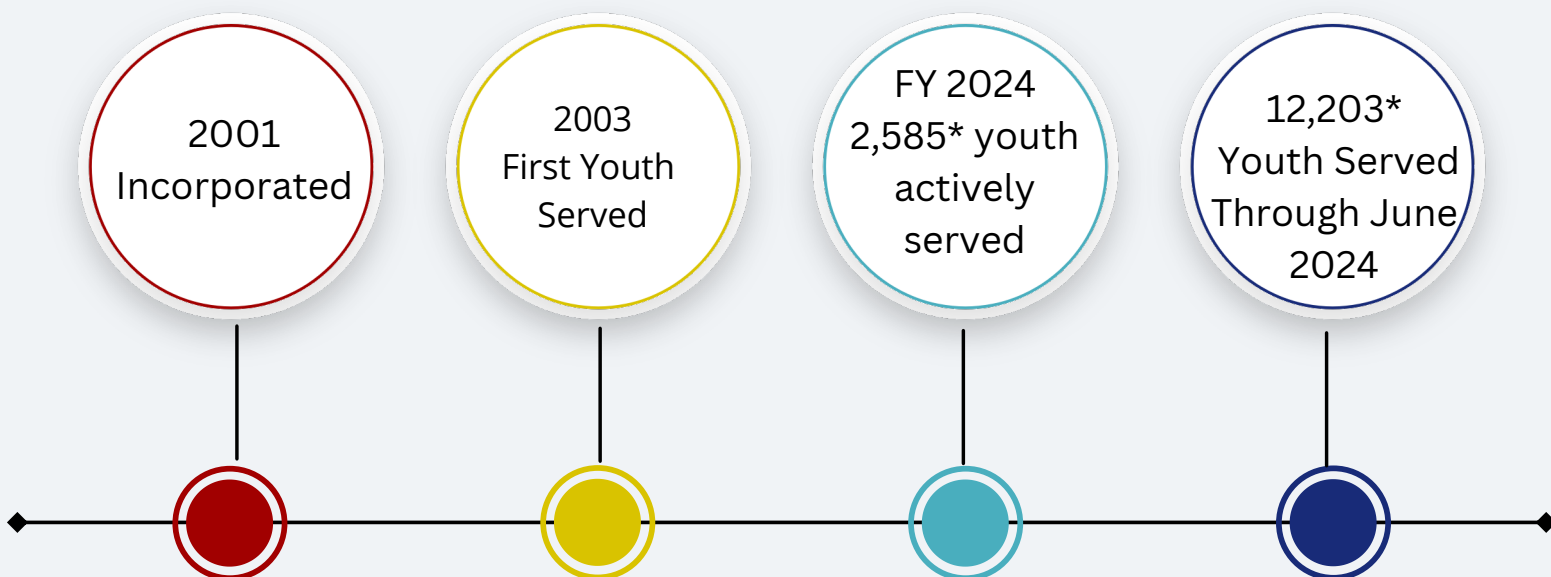 2001
Incorporated
2003
First Youth
Served
FY 2024
2,585* youth
actively
served
12,203*
Youth Served
Through June
2024